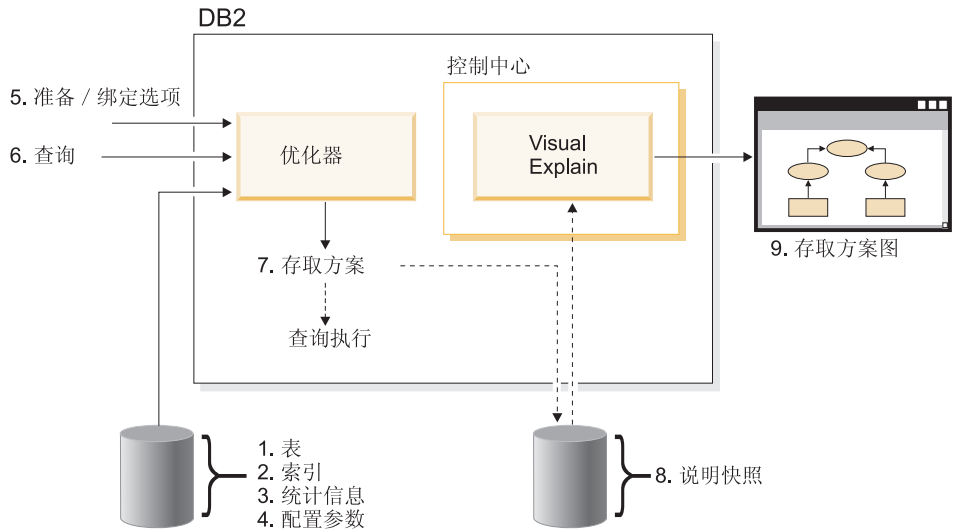 DB2
控制中心
5. 准备 / 绑定选项
6. 查询
优化器
Visual
Explain
7. 存取方案
查询执行
9. 存取方案图
1. 表
2. 索引
3. 统计信息
4. 配置参数
8. 说明快照